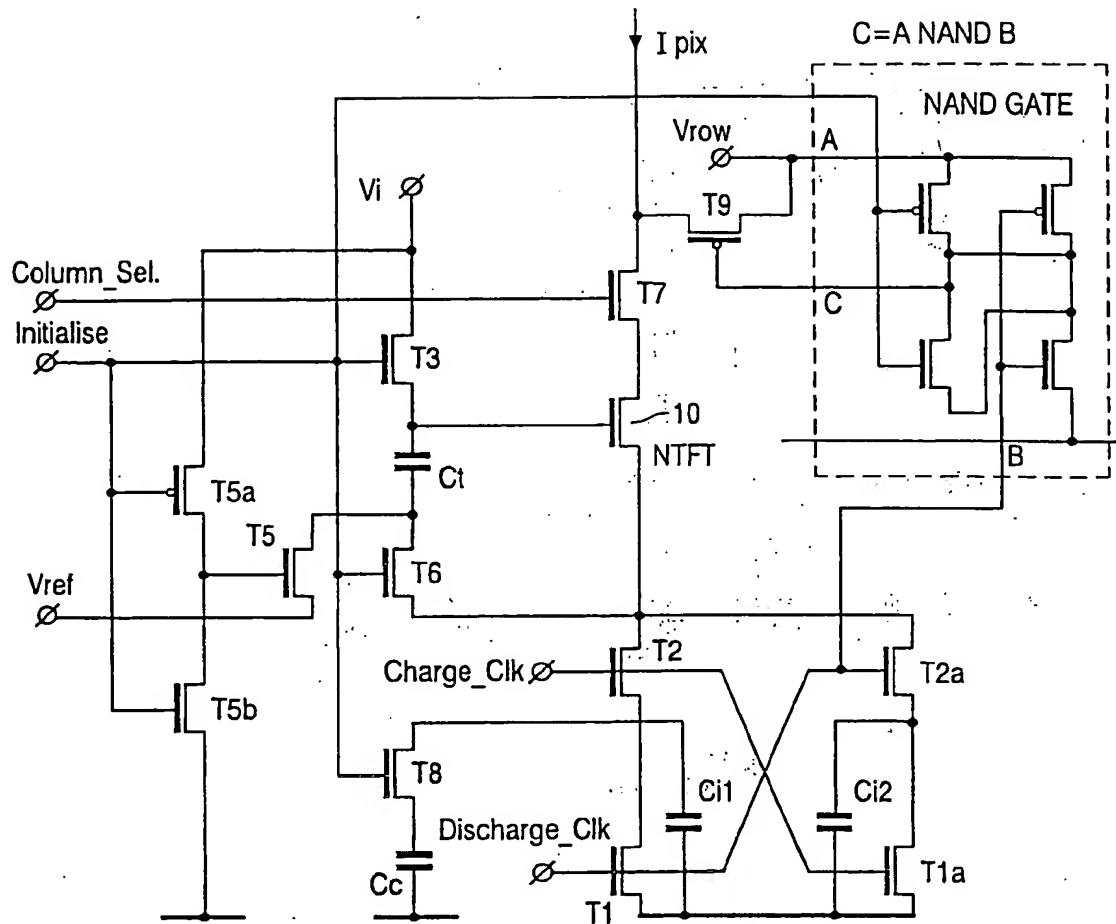 C=A NAND B
I pix
NAND GATE
Vrow
A
Vi
T9
Column_Sel.
T7
C
Initialise
T3
10
NTFT
Ct
B
T5a
T5
T6
Vref
T2
Charge_Clk
T2a
T5b
T8
Ci1
Ci2
Discharge_Clk
Cc
T1
T1a